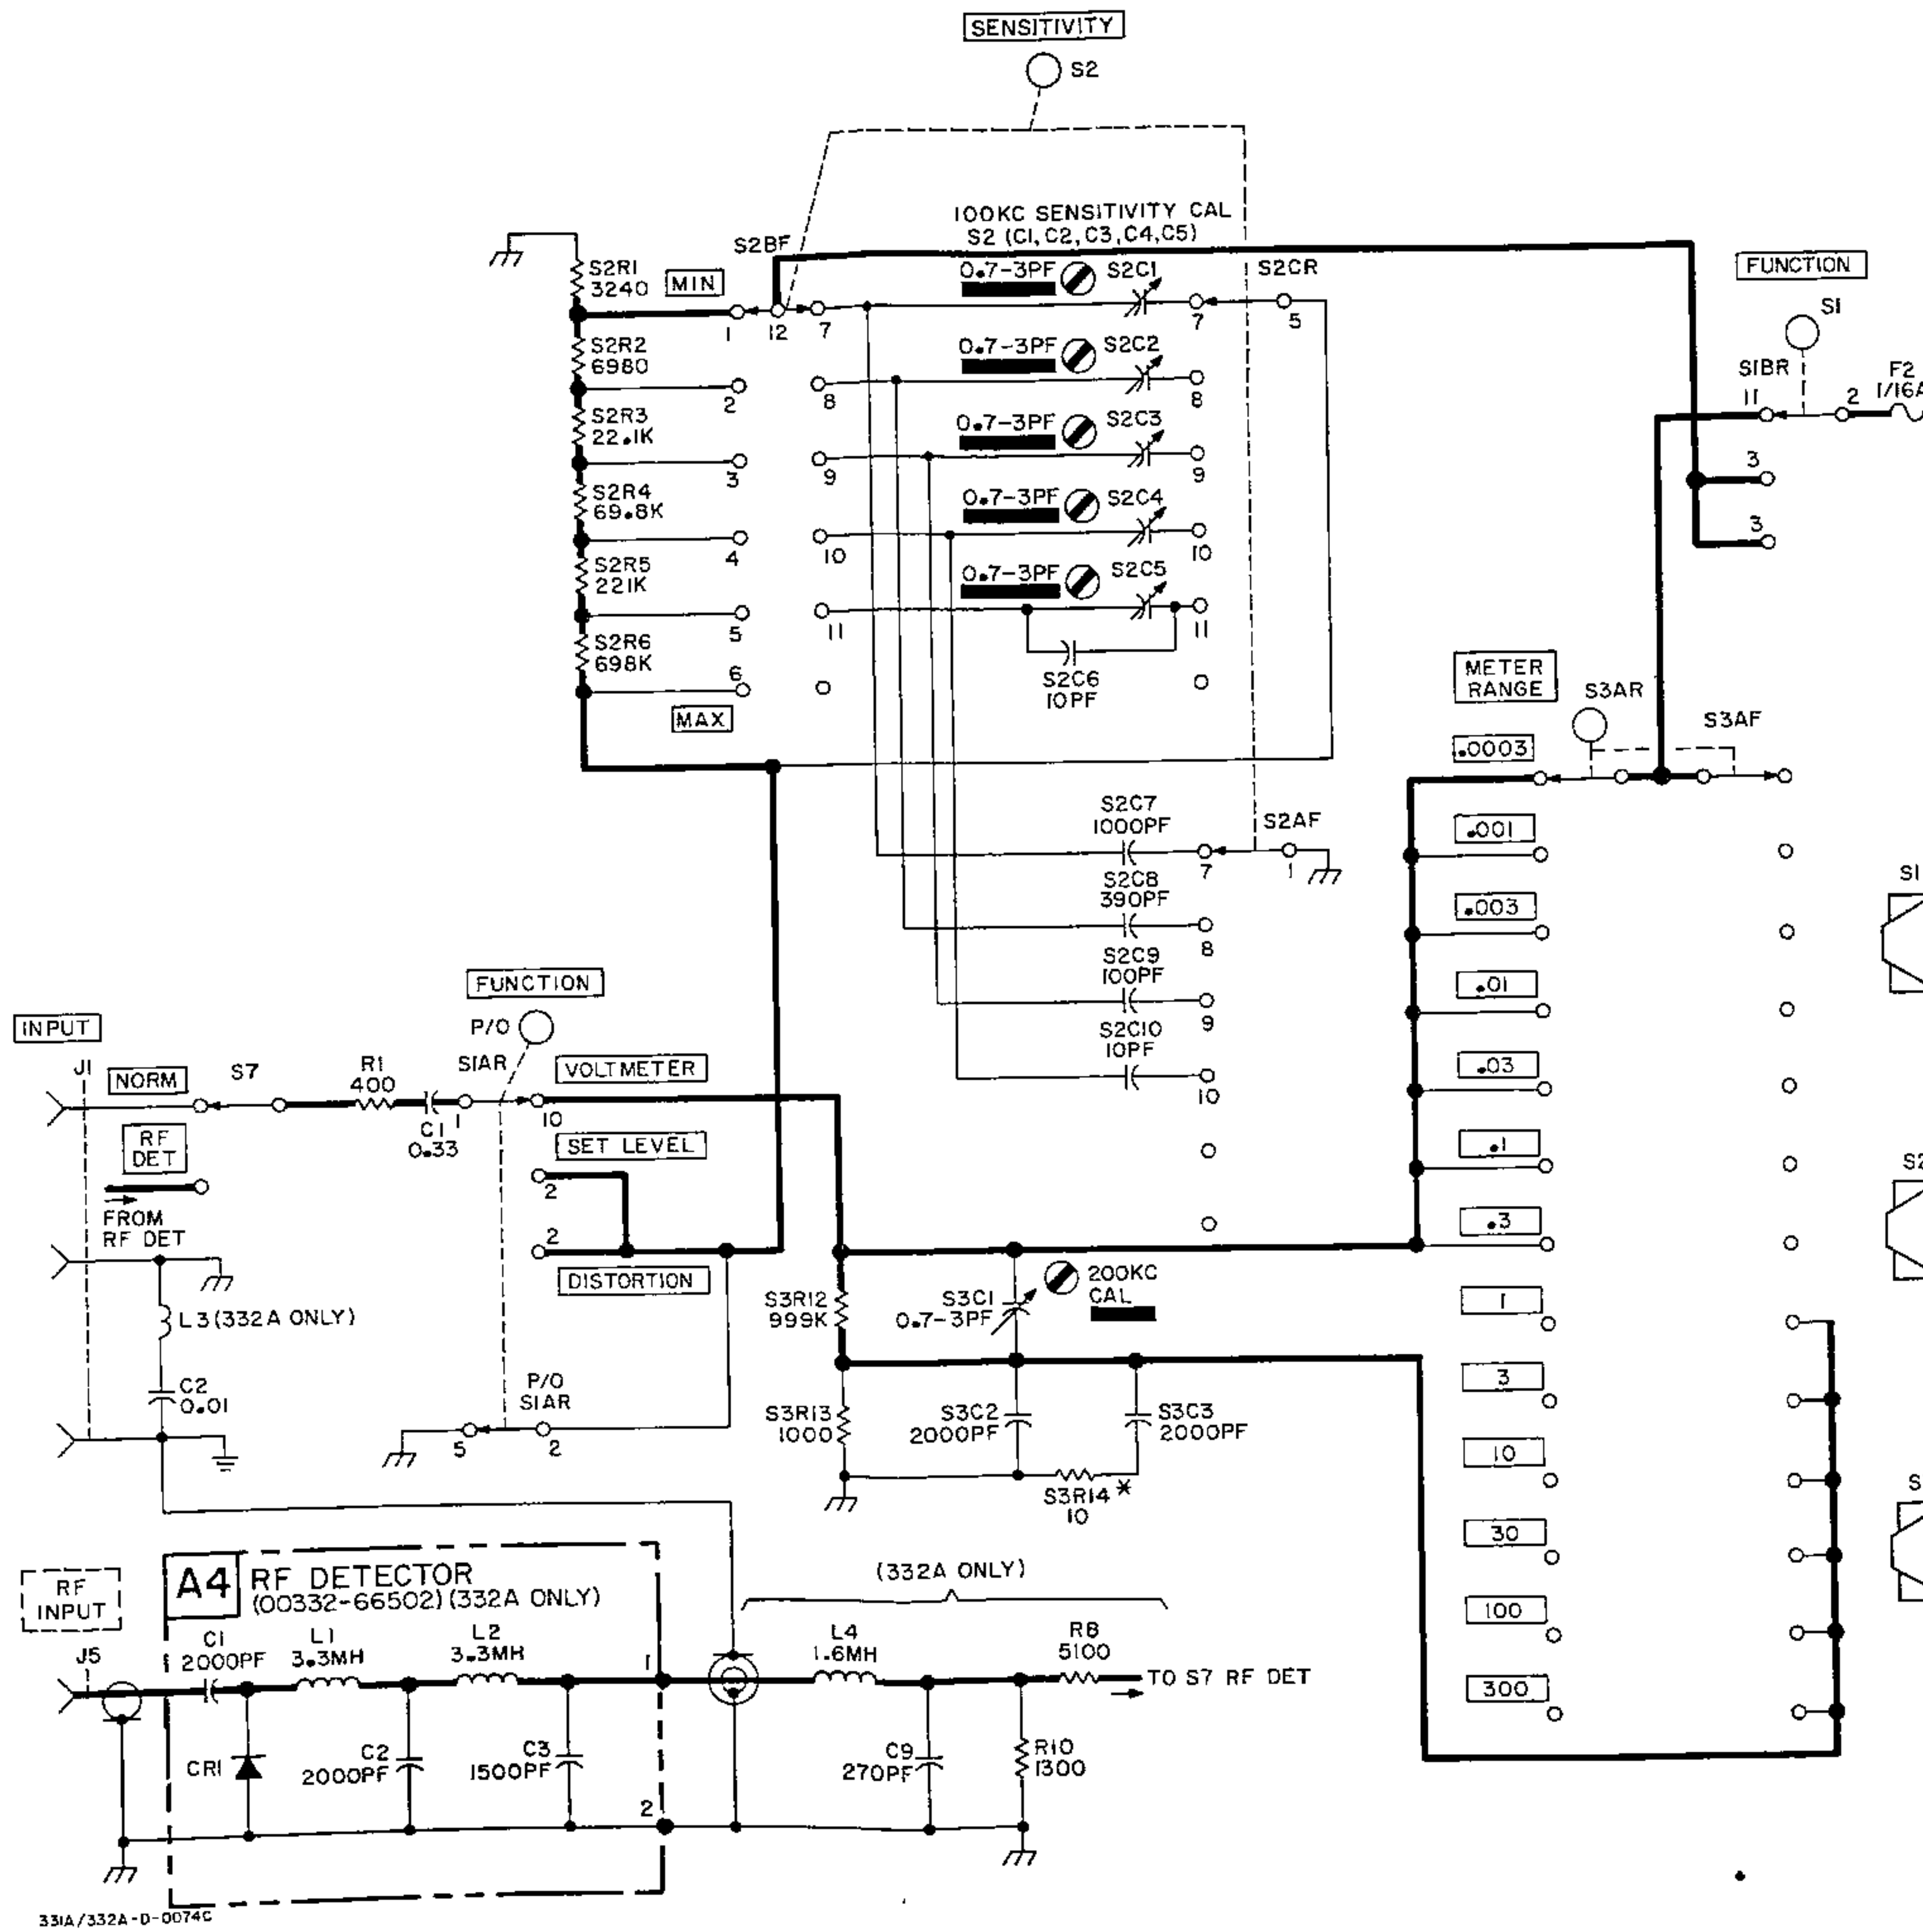 SENSITIVITY
S2
100KC SENSITIVITY CAL
S2 (C1, C2, C3, C4, C5)
S2BF
S2R1
3240
MIN
0.7-3PF
S2C1
S2CR
FUNCTION
S1
1
12
7
7
5
S2R2
6980
0.7-3PF
S2C2
S1BR
F2
1/16A
2
8
8
11
2
S2R3
22.1K
0.7-3PF
S2C3
3
9
9
3
S2R4
69.8K
0.7-3PF
S2C4
4
10
10
3
S2R5
221K
0.7-3PF
S2C5
5
11
11
S2R6
698K
6
MAX
S2C6
10PF
METER
RANGE
S3AR
S3AF
.0003
S2C7
1000PF
S2AF
7
1
.001
S2C8
390PF
8
.003
S2C9
100PF
9
.01
S2C10
10PF
10
.03
.1
.3
1
3
10
30
100
300
S1
S2
S
INPUT
J1
NORM
S7
R1
400
C1
0.33
1
FUNCTION
P/O
S1AR
VOLTMETER
10
SET LEVEL
2
2
DISTORTION
RF
DET
FROM
RF DET
L3 (332A ONLY)
C2
0.01
P/O
S1AR
5
2
S3R12
999K
S3C1
0.7-3PF
200KC
CAL
S3R13
1000
S3C2
2000PF
S3C3
2000PF
S3R14 *
10
RF
INPUT
J5
A4
RF DETECTOR
(00332-66502) (332A ONLY)
C1
2000PF
L1
3.3MH
L2
3.3MH
1
(332A ONLY)
L4
1.6MH
R8
5100
TO S7 RF DET
CR1
C2
2000PF
C3
1500PF
2
C9
270PF
R10
1300
331A/332A-D-0074C